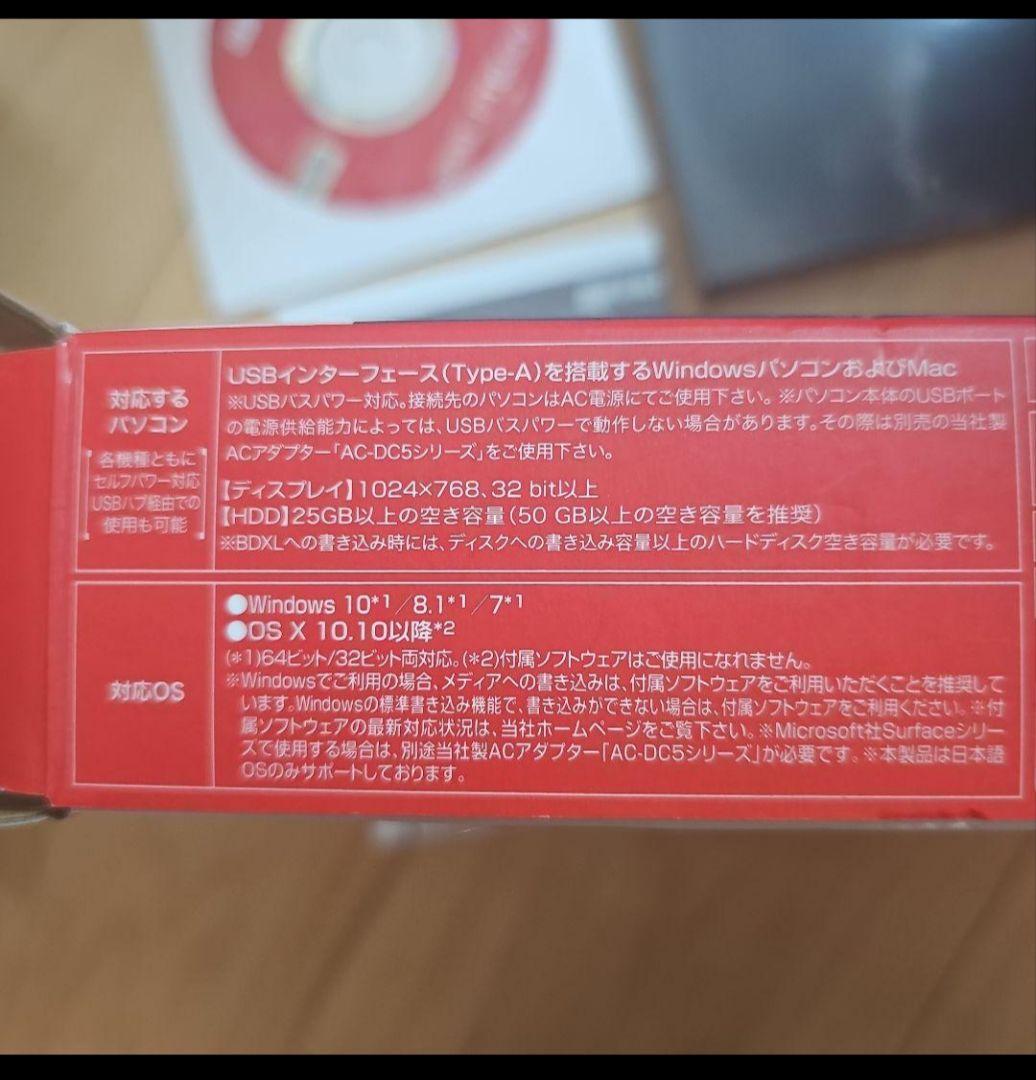 対応する
パソコン
各機種ともに
セルフパワー対応
USBハブ経由での
使用も可能
USBインターフェース(Type-A)を搭載するWindowsパソコンおよびMac
※USBバスパワー対応。接続先のパソコンはAC電源にてご使用下さい。※パソコン本体のUSBポート
の電源供給能力によっては、USBバスパワーで動作しない場合があります。その際は別売の当社製
ACアダプター「AC-DC5シリーズ」をご使用下さい。
【ディスプレイ】1024×768、32 bit以上
【HDD】25GB以上の空き容量(50 GB以上の空き容量を推奨)
※BDXLへの書き込み時には、ディスクへの書き込み容量以上のハードディスク空き容量が必要です。
対応OS
●Windows 10*1／8.1*1／7*1
●OS X 10.10以降*2
(*1)64ビット/32ビット両対応。(*2)付属ソフトウェアはご使用になれません。
※Windowsでご利用の場合、メディアへの書き込みは、付属ソフトウェアをご利用いただくことを推奨して
います。Windowsの標準書き込み機能で、書き込みができない場合は、付属ソフトウェアをご利用ください。※付
属ソフトウェアの最新対応状況は、当社ホームページをご覧下さい。※Microsoft社Surfaceシリー
ズで使用する場合は、別途当社製ACアダプター「AC-DC5シリーズ」が必要です。※本製品は日本語
OSのみサポートしております。